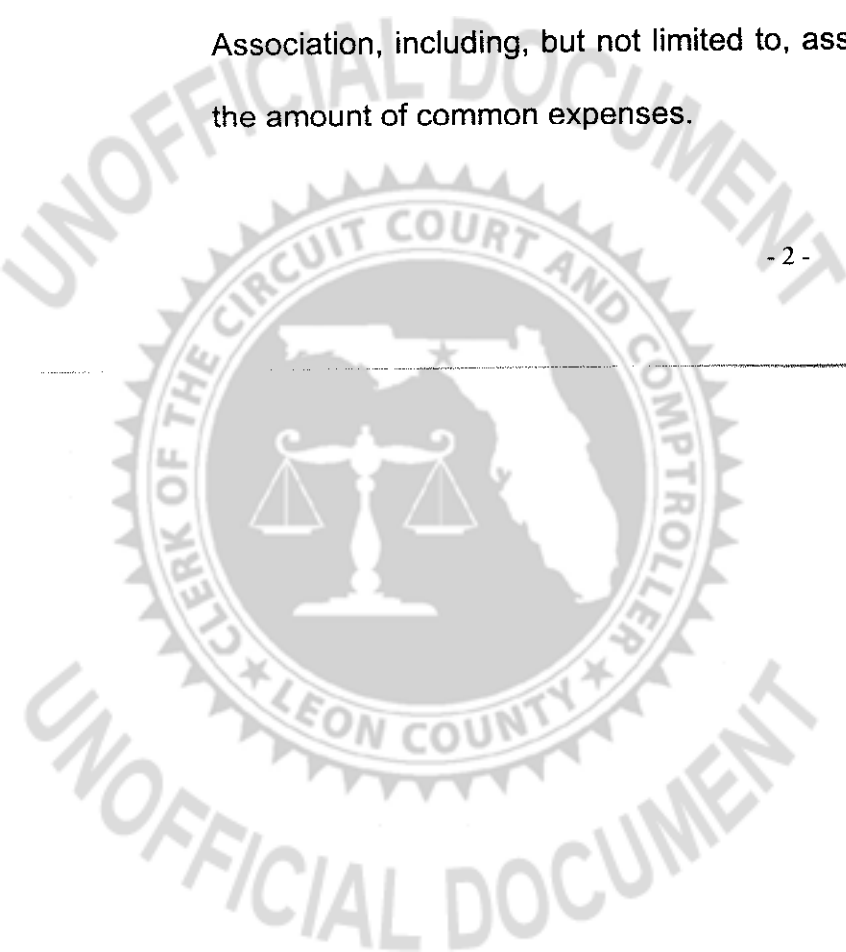 Association, including, but not limited to, ass
the amount of common expenses.
UNOFFICIAL DOCUMENT
CLERK OF THE CIRCUIT COURT AND COMPTROLLER
- 2 -
★ LEON COUNTY ★
UNOFFICIAL DOCUMENT